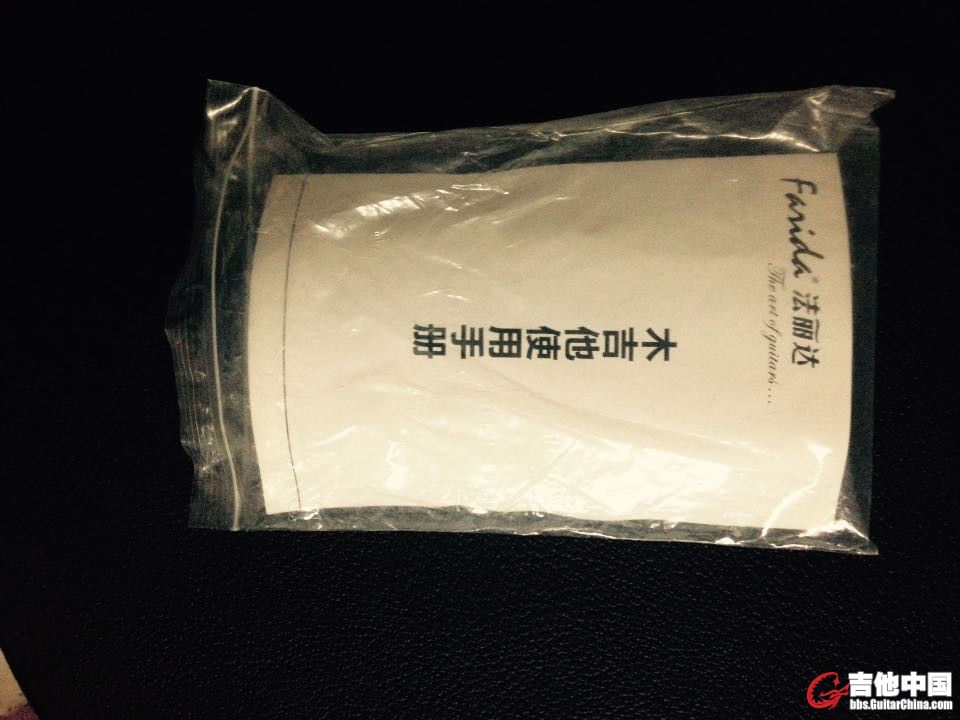 Farida® 法丽达
The art of guitars...
木吉他使用手册
吉他中国
bbs.GuitarChina.com